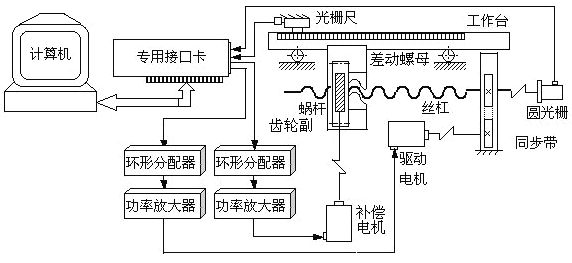 光栅尺
工作台
计算机
专用接口卡
差动螺母
蜗杆
丝杠
齿轮副
圆光栅
同步带
驱动
电机
环形分配器
环形分配器
功率放大器
功率放大器
补偿
电机